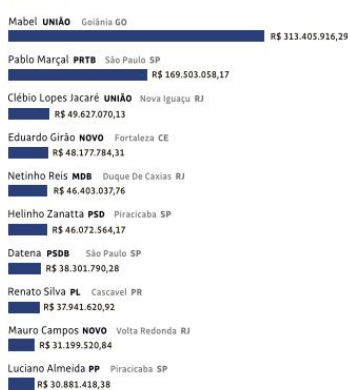 Mabel UNIÃO Goiânia GO
R$ 313.405.916,29
Pablo Marçal PRTB São Paulo SP
R$ 169.503.058,17
Clébio Lopes Jacaré UNIÃO Nova Iguaçu RJ
R$ 49.627.070,13
Eduardo Girão NOVO Fortaleza CE
R$ 48.177.784,31
Netinho Reis MDB Duque De Caxias RJ
R$ 46.403.037,76
Helinho Zanatta PSD Piracicaba SP
R$ 46.072.564,17
Datena PSDB São Paulo SP
R$ 38.301.790,28
Renato Silva PL Cascavel PR
R$ 37.941.620,92
Mauro Campos NOVO Volta Redonda RJ
R$ 31.199.520,84
Luciano Almeida PP Piracicaba SP
R$ 30.881.418,38